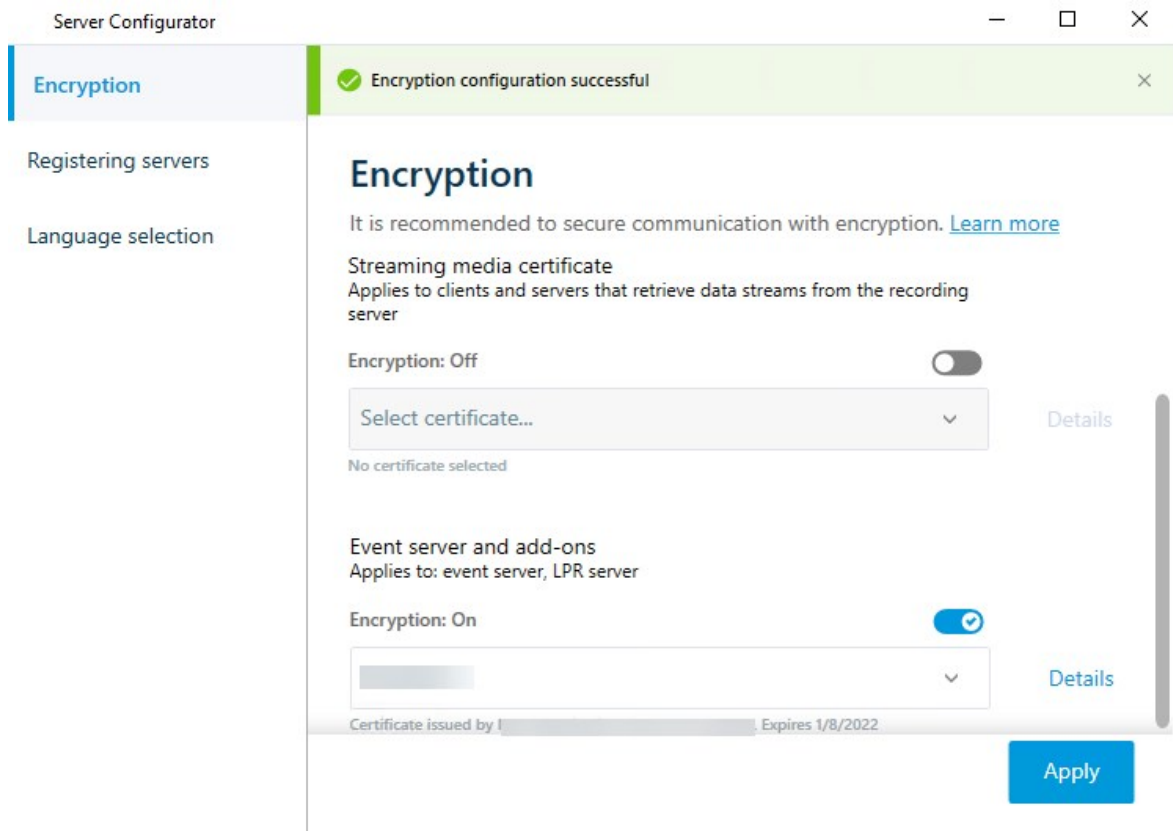 Server Configurator
Encryption
Registering servers
Language selection
Encryption configuration successful
Encryption
It is recommended to secure communication with encryption. Learn more
Streaming media certificate
Applies to clients and servers that retrieve data streams from the recording
server
Encryption: Off
Select certificate...
Details
No certificate selected
Event server and add-ons
Applies to: event server, LPR server
Encryption: On
Details
Certificate issued by
Expires 1/8/2022
Apply